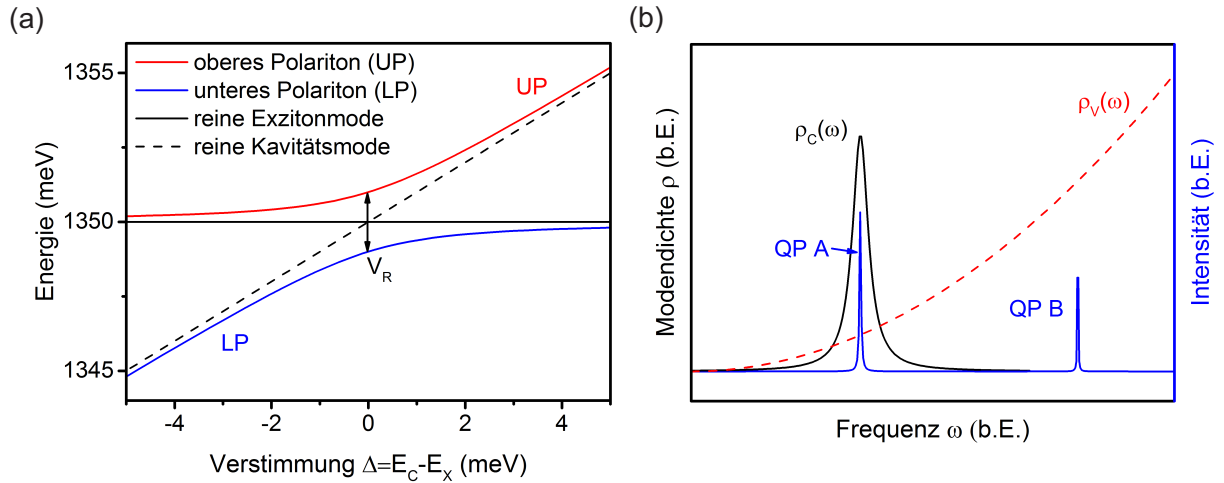 (a)
(b)
oberes Polariton (UP)
unteres Polariton (LP)
reine Exzitonmode
reine Kavitätsmode
UP
LP
V_R
1355
1350
1345
Energie (meV)
-4 -2 0 2 4
Verstimmung Δ=E_C-E_X (meV)
Modendichte ρ (b.E.)
ρ_C(ω)
ρ_V(ω)
QP A
QP B
Intensität (b.E.)
Frequenz ω (b.E.)